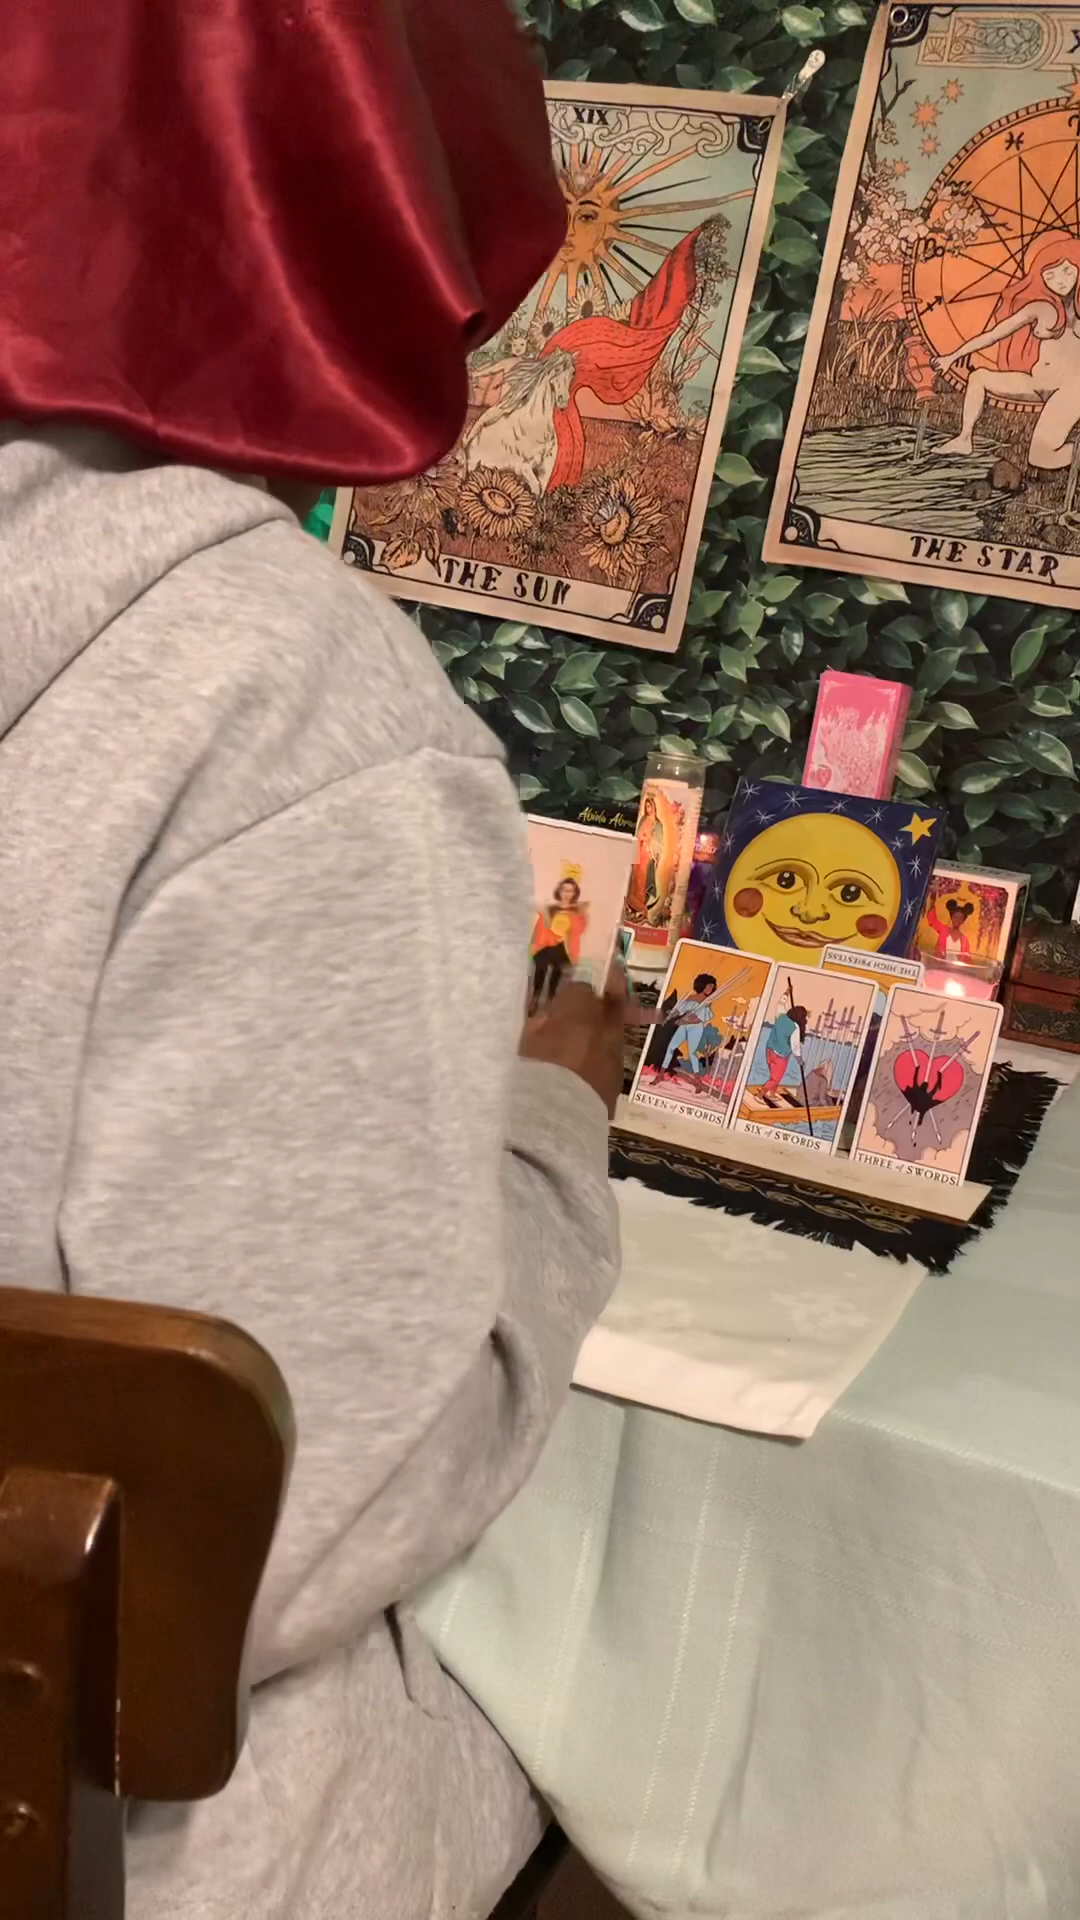 XIX
THE SUN
THE STAR
THE HIGH PRIESTESS
SEVEN of SWORDS
SIX of SWORDS
THREE of SWORDS